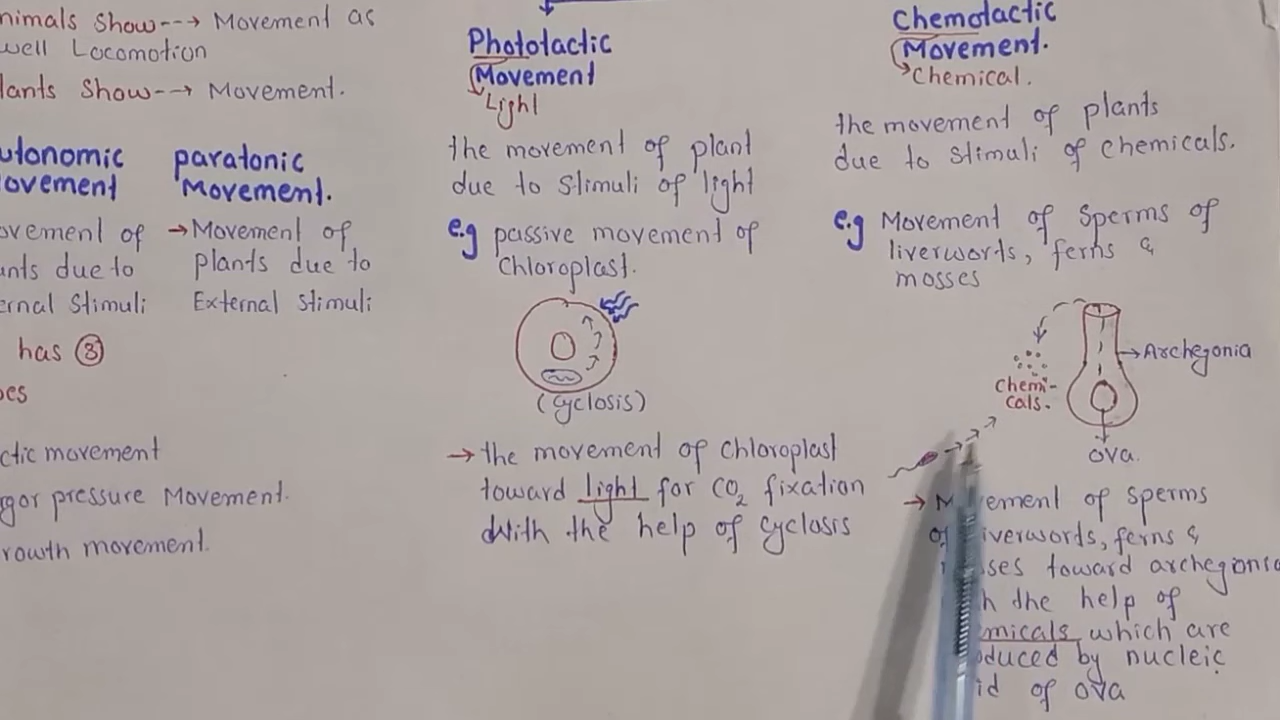 nimals Show---→ Movement as
well Locomotion
lants Show--→ Movement.
utonomic
ovement
ovement of
nts due to
ernal Stimuli
paratonic
Movement.
→ Movement of
plants due to
External Stimuli
has ③
es
ctic movement
gor pressure Movement.
rowth movement.
Phototactic
Movement
Light
the movement of plant
due to Stimuli of light
e.g passive movement of
Chloroplast.
(Cyclosis)
→ the movement of Chloroplast
toward light for CO2 fixation
With the help of Cyclosis
Chemotactic
Movement.
Chemical.
the movement of plants
due to Stimuli of chemicals.
e.g Movement of Sperms of
liverwords, ferns &
mosses
Archegonia
Chemi-
cals.
ova
→ M ement of Sperms
of iverwords, ferns &
ses toward archegonia
h the help of
micals which are
duced by nucleic
id of ova